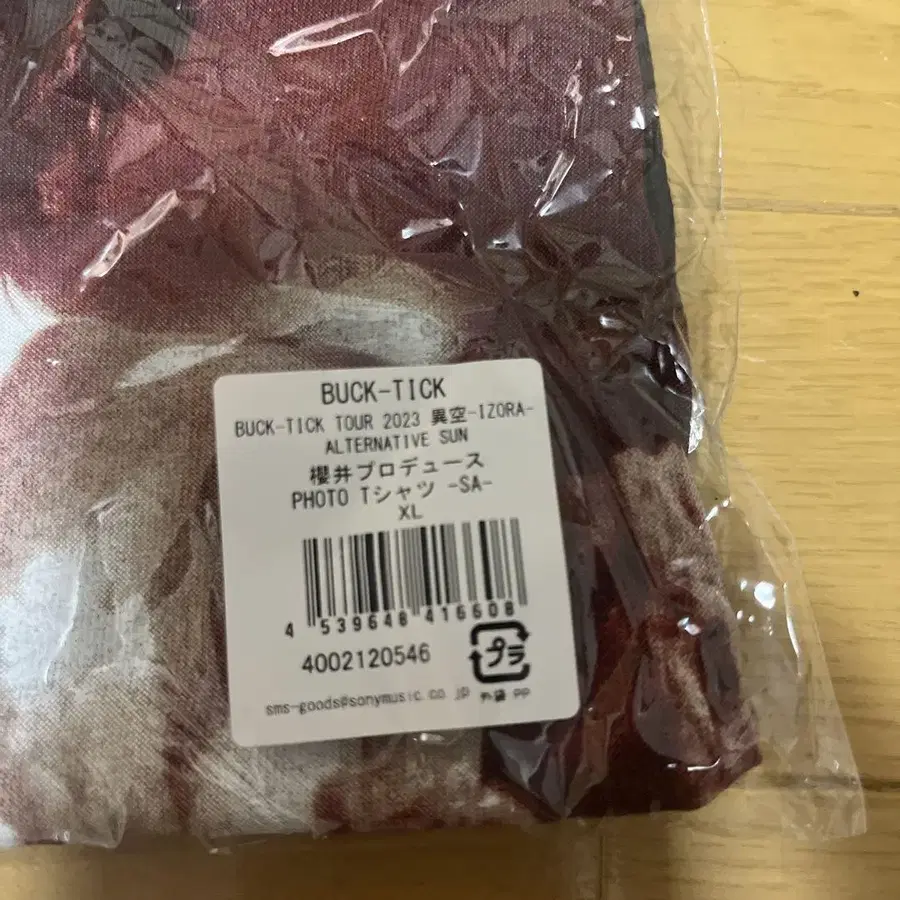 BUCK-TICK
BUCK-TICK TOUR 2023 異空-IZORA-
ALTERNATIVE SUN
櫻井プロデュース
PHOTO Tシャツ -SA-
XL
4 539648 416608
4002120546
プラ
sms-goods@sonymusic.co.jp
外袋 PP